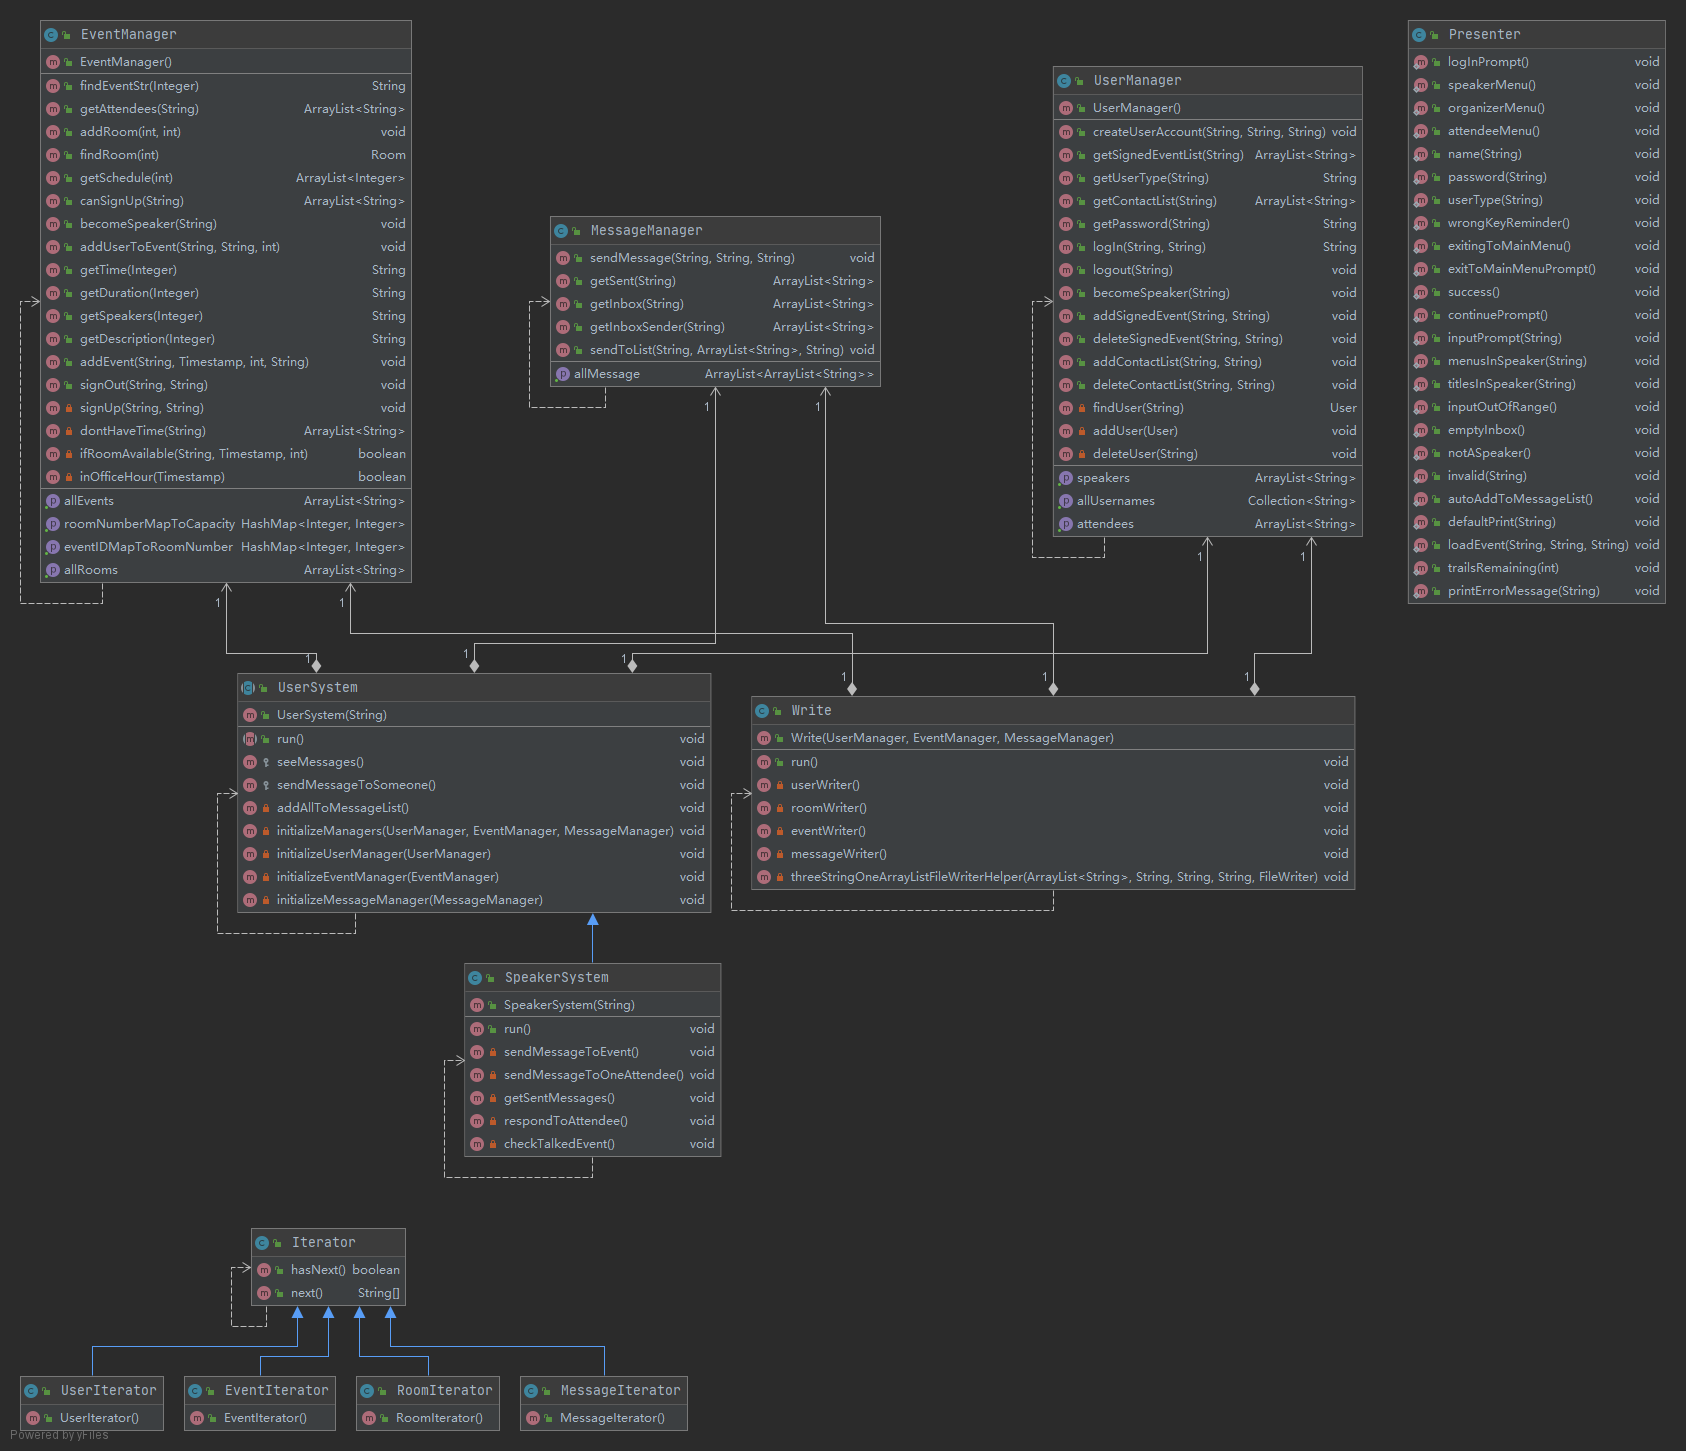 EventManager
EventManager()
findEventStr(Integer) String
getAttendees(String) ArrayList<String>
addRoom(int, int) void
findRoom(int) Room
getSchedule(int) ArrayList<Integer>
canSignUp(String) ArrayList<String>
becomeSpeaker(String) void
addUserToEvent(String, String, int) void
getTime(Integer) String
getDuration(Integer) String
getSpeakers(Integer) String
getDescription(Integer) String
addEvent(String, Timestamp, int, String) void
signOut(String, String) void
signUp(String, String) void
dontHaveTime(String) ArrayList<String>
ifRoomAvailable(String, Timestamp, int) boolean
inOfficeHour(Timestamp) boolean
allEvents ArrayList<String>
roomNumberMapToCapacity HashMap<Integer, Integer>
eventIDMapToRoomNumber HashMap<Integer, Integer>
allRooms ArrayList<String>
MessageManager
sendMessage(String, String, String) void
getSent(String) ArrayList<String>
getInbox(String) ArrayList<String>
getInboxSender(String) ArrayList<String>
sendToList(String, ArrayList<String>, String) void
allMessage ArrayList<ArrayList<String>>
UserManager
UserManager()
createUserAccount(String, String, String) void
getSignedEventList(String) ArrayList<String>
getUserType(String) String
getContactList(String) ArrayList<String>
getPassword(String) String
logIn(String, String) String
logout(String) void
becomeSpeaker(String) void
addSignedEvent(String, String) void
deleteSignedEvent(String, String) void
addContactList(String, String) void
deleteContactList(String, String) void
findUser(String) User
addUser(User) void
deleteUser(String) void
speakers ArrayList<String>
allUsernames Collection<String>
attendees ArrayList<String>
Presenter
logInPrompt() void
speakerMenu() void
organizerMenu() void
attendeeMenu() void
name(String) void
password(String) void
userType(String) void
wrongKeyReminder() void
exitingToMainMenu() void
exitToMainMenuPrompt() void
success() void
continuePrompt() void
inputPrompt(String) void
menusInSpeaker(String) void
titlesInSpeaker(String) void
inputOutOfRange() void
emptyInbox() void
notASpeaker() void
invalid(String) void
autoAddToMessageList() void
defaultPrint(String) void
loadEvent(String, String, String) void
trailsRemaining(int) void
printErrorMessage(String) void
1 1 1 1 1 1
1 1 1 1 1 1
UserSystem
UserSystem(String)
run() void
seeMessages() void
sendMessageToSomeone() void
addAllToMessageList() void
initializeManagers(UserManager, EventManager, MessageManager) void
initializeUserManager(UserManager) void
initializeEventManager(EventManager) void
initializeMessageManager(MessageManager) void
Write
Write(UserManager, EventManager, MessageManager)
run() void
userWriter() void
roomWriter() void
eventWriter() void
messageWriter() void
threeStringOneArrayListFileWriterHelper(ArrayList<String>, String, String, String, FileWriter) void
SpeakerSystem
SpeakerSystem(String)
run() void
sendMessageToEvent() void
sendMessageToOneAttendee() void
getSentMessages() void
respondToAttendee() void
checkTalkedEvent() void
Iterator
hasNext() boolean
next() String[]
UserIterator
UserIterator()
EventIterator
EventIterator()
RoomIterator
RoomIterator()
MessageIterator
MessageIterator()
Powered by yFiles